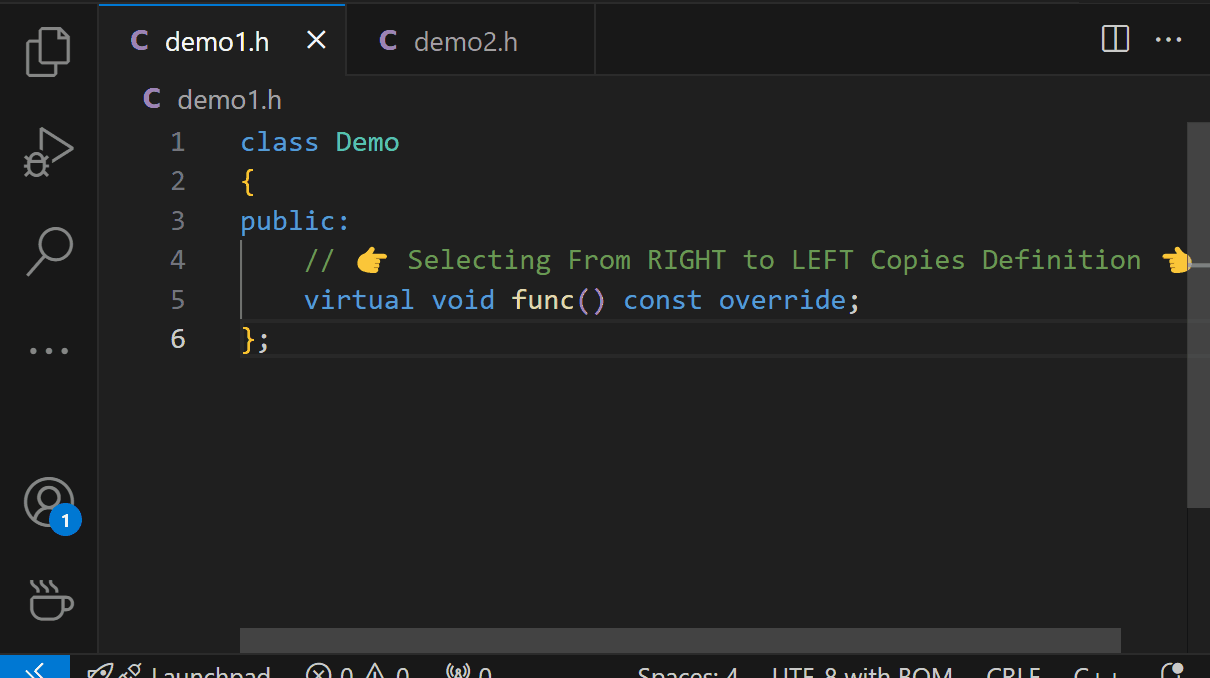 C demo1.h × C demo2.h
C demo1.h
1 class Demo
2 {
3 public:
4 // 👉 Selecting From RIGHT to LEFT Copies Definition 👈
5 virtual void func() const override;
6 };
1
Launchpad 0 0 0 Spaces: 4 UTF-8 with BOM CRLF C++